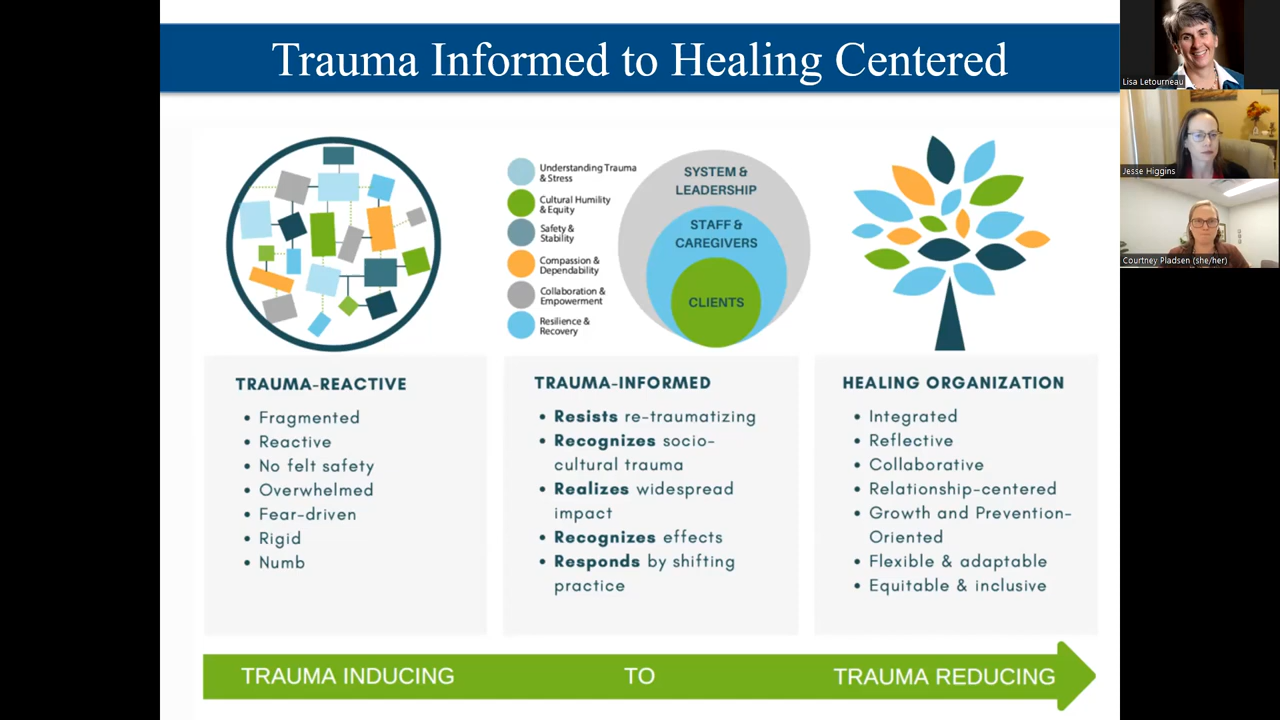 Trauma Informed to Healing Centered
Understanding Trauma
& Stress
Cultural Humility
& Equity
Safety &
Stability
Compassion &
Dependability
Collaboration &
Empowerment
Resilience &
Recovery
SYSTEM &
LEADERSHIP
STAFF &
CAREGIVERS
CLIENTS
TRAUMA-REACTIVE
• Fragmented
• Reactive
• No felt safety
• Overwhelmed
• Fear-driven
• Rigid
• Numb
TRAUMA-INFORMED
• Resists re-traumatizing
• Recognizes socio-
cultural trauma
• Realizes widespread
impact
• Recognizes effects
• Responds by shifting
practice
HEALING ORGANIZATION
• Integrated
• Reflective
• Collaborative
• Relationship-centered
• Growth and Prevention-
Oriented
• Flexible & adaptable
• Equitable & inclusive
TRAUMA INDUCING TO TRAUMA REDUCING
Lisa Letourneau
Jesse Higgins
Courtney Pladsen (she/her)